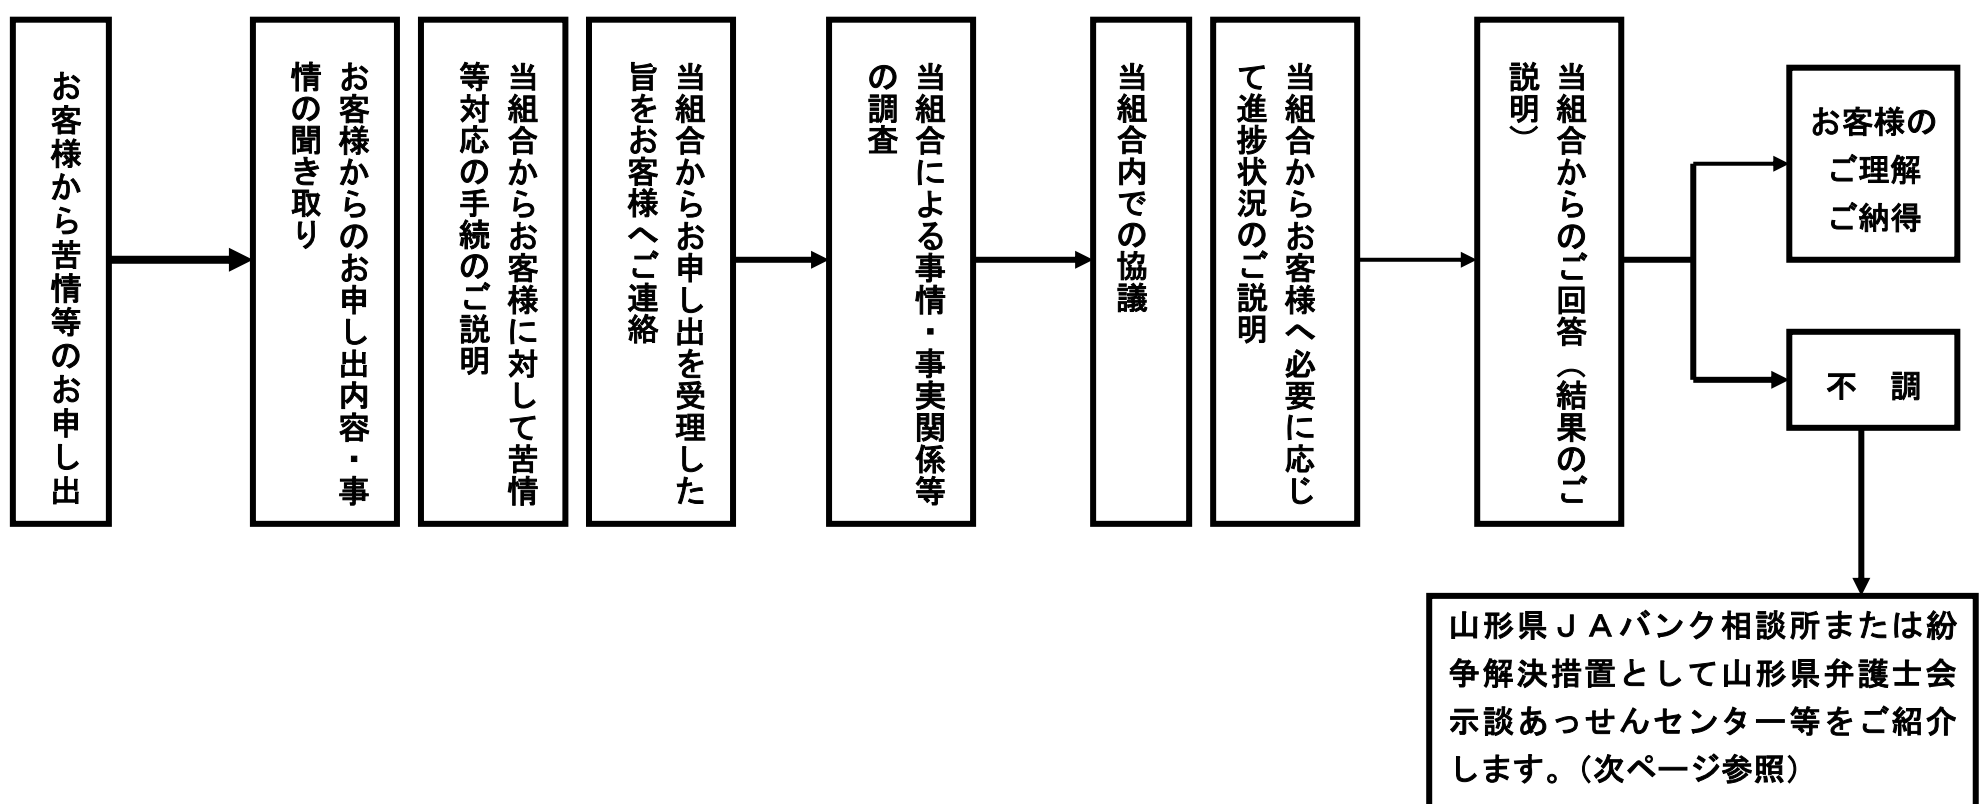 お客様から苦情等のお申し出
お客様からのお申し出内容・事
情の聞き取り
当組合からお客様に対して苦情
等対応の手続のご説明
当組合からお申し出を受理した
旨をお客様へご連絡
当組合による事情・事実関係等
の調査
当組合内での協議
当組合からお客様へ必要に応じ
て進捗状況のご説明
当組合からのご回答（結果のご
説明）
お客様の
ご理解
ご納得
不　調
山形県ＪＡバンク相談所または紛
争解決措置として山形県弁護士会
示談あっせんセンター等をご紹介
します。（次ページ参照）